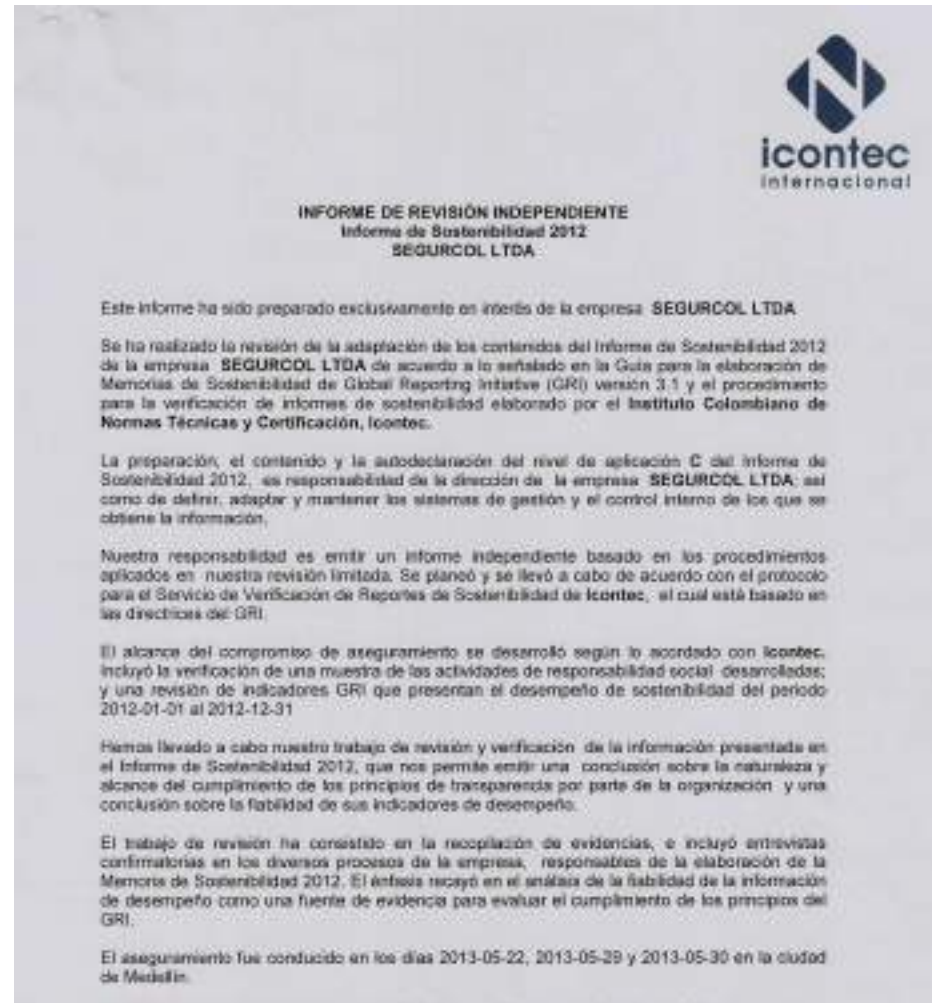 icontec
internacional
INFORME DE REVISIÓN INDEPENDIENTE
Informe de Sostenibilidad 2012
SEGURCOL LTDA
Este informe ha sido preparado exclusivamente en interés de la empresa SEGURCOL LTDA
Se ha realizado la revisión de la adaptación de los contenidos del Informe de Sostenibilidad 2012
de la empresa SEGURCOL LTDA de acuerdo a lo señalado en la Guía para la elaboración de
Memorias de Sostenibilidad de Global Reporting Initiative (GRI) versión 3.1 y el procedimiento
para la verificación de informes de sostenibilidad elaborado por el Instituto Colombiano de
Normas Técnicas y Certificación, Icontec.
La preparación, el contenido y la autodeclaración del nivel de aplicación C del Informe de
Sostenibilidad 2012, es responsabilidad de la dirección de la empresa SEGURCOL LTDA; así
como de definir, adaptar y mantener los sistemas de gestión y el control interno de los que se
obtiene la información.
Nuestra responsabilidad es emitir un informe independiente basado en los procedimientos
aplicados en nuestra revisión limitada. Se planeó y se llevó a cabo de acuerdo con el protocolo
para el Servicio de Verificación de Reportes de Sostenibilidad de Icontec, el cual está basado en
las directrices del GRI.
El alcance del compromiso de aseguramiento se desarrolló según lo acordado con Icontec.
Incluyó la verificación de una muestra de las actividades de responsabilidad social desarrolladas;
y una revisión de indicadores GRI que presentan el desempeño de sostenibilidad del periodo
2012-01-01 al 2012-12-31
Hemos llevado a cabo nuestro trabajo de revisión y verificación de la información presentada en
el Informe de Sostenibilidad 2012, que nos permite emitir una conclusión sobre la naturaleza y
alcance del cumplimiento de los principios de transparencia por parte de la organización y una
conclusión sobre la fiabilidad de sus indicadores de desempeño.
El trabajo de revisión ha consistido en la recopilación de evidencias, e incluyó entrevistas
confirmatorias en los diversos procesos de la empresa, responsables de la elaboración de la
Memoria de Sostenibilidad 2012. El énfasis recayó en el análisis de la fiabilidad de la información
de desempeño como una fuente de evidencia para evaluar el cumplimiento de los principios del
GRI.
El aseguramiento fue conducido en los días 2013-05-22, 2013-05-29 y 2013-05-30 en la ciudad
de Medellín.